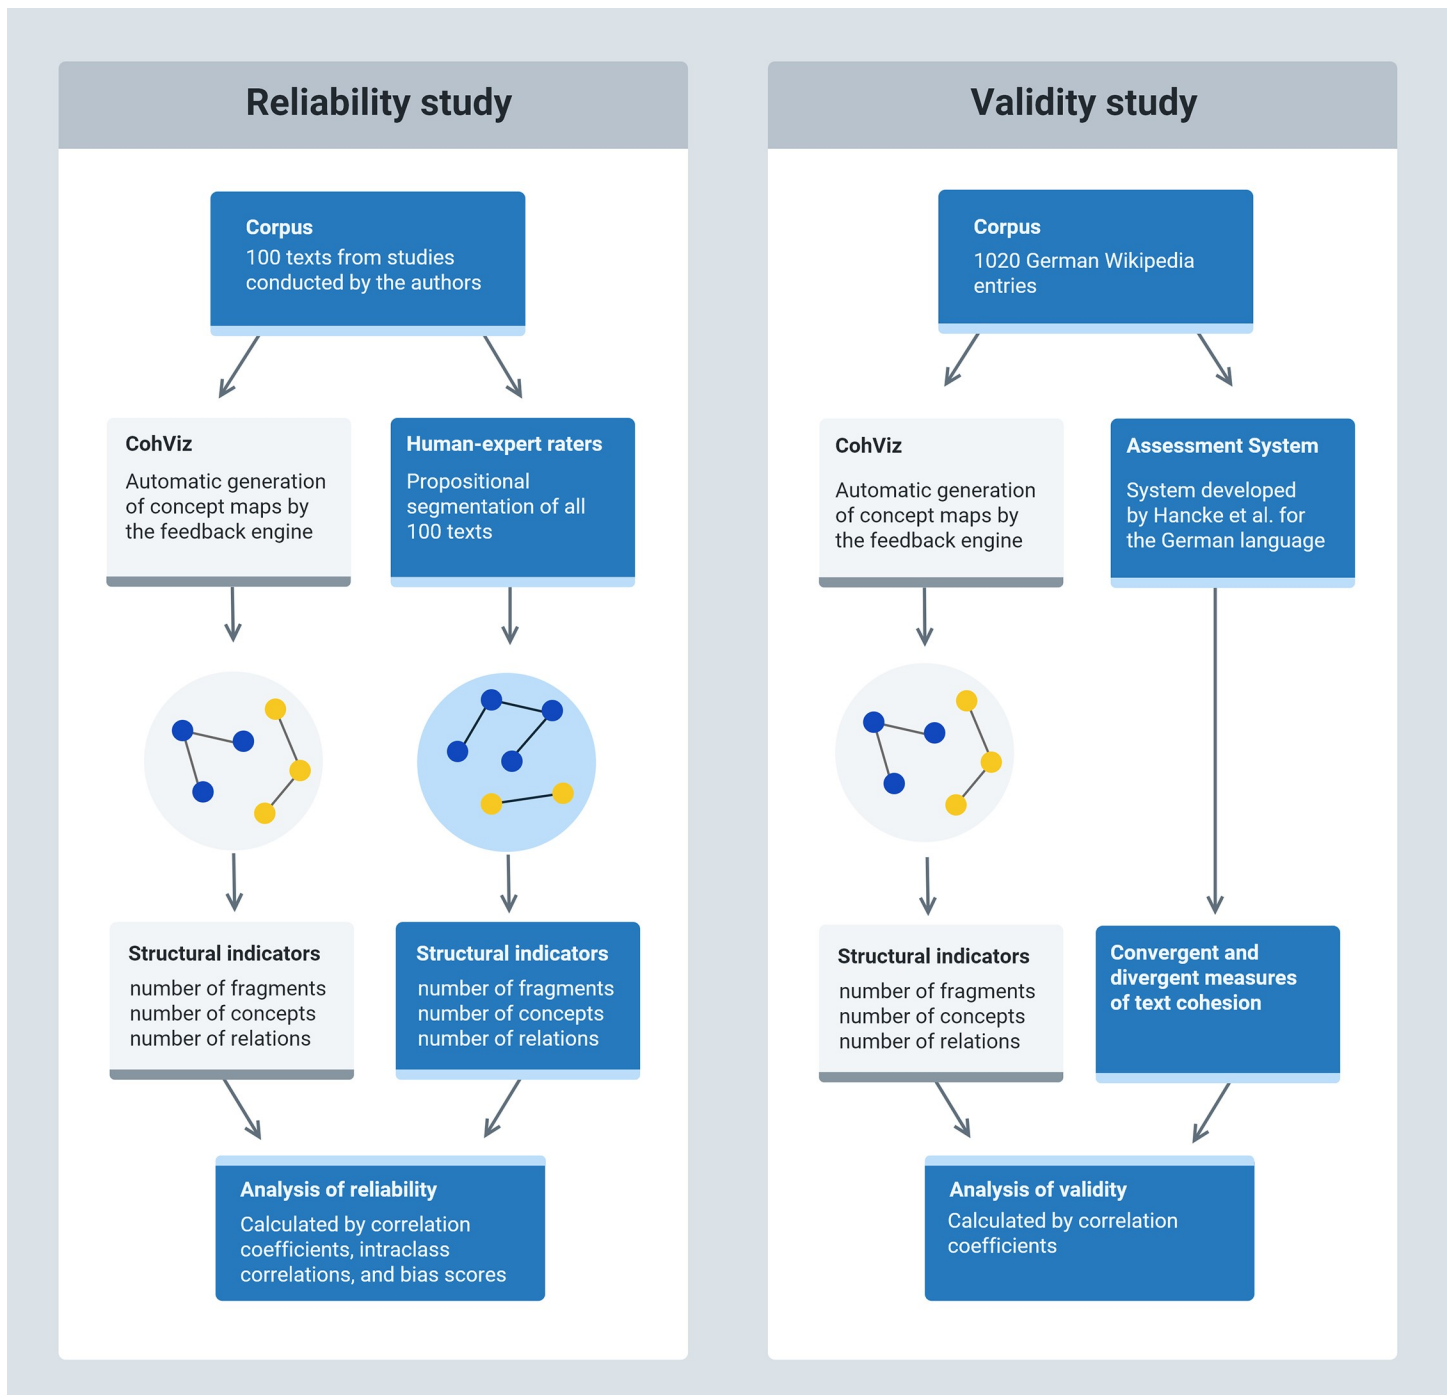 Reliability study
Corpus
100 texts from studies
conducted by the authors
CohViz
Automatic generation
of concept maps by
the feedback engine
Human-expert raters
Propositional
segmentation of all
100 texts
Structural indicators
number of fragments
number of concepts
number of relations
Structural indicators
number of fragments
number of concepts
number of relations
Analysis of reliability
Calculated by correlation
coefficients, intraclass
correlations, and bias scores
Validity study
Corpus
1020 German Wikipedia
entries
CohViz
Automatic generation
of concept maps by
the feedback engine
Assessment System
System developed
by Hancke et al. for
the German language
Structural indicators
number of fragments
number of concepts
number of relations
Convergent and
divergent measures
of text cohesion
Analysis of validity
Calculated by correlation
coefficients